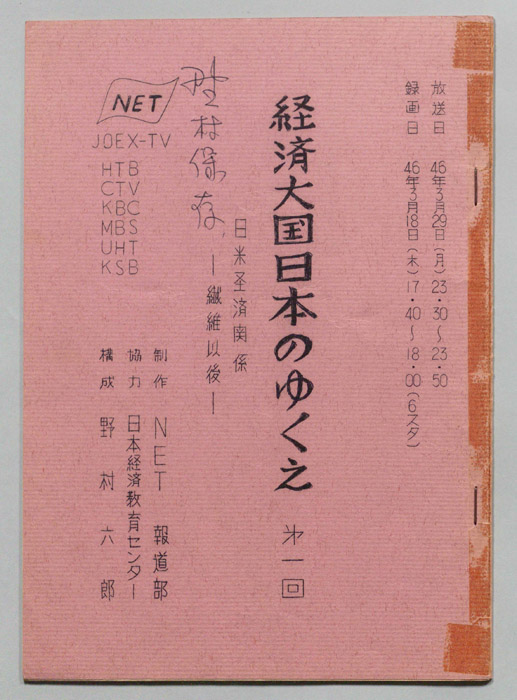 放送日　46年3月29日（月）23・30〜23・50
録画日　46年3月18日（木）17・40〜18・00（6スタ）
経済大国日本のゆくえ　第一回
日米経済関係
―繊維以後―
野村保存
NET
JOEX-TV
HTB
CTV
KBC
MBS
UHT
KSB
制作　NET　報道部
協力　日本経済教育センター
構成　野村六郎